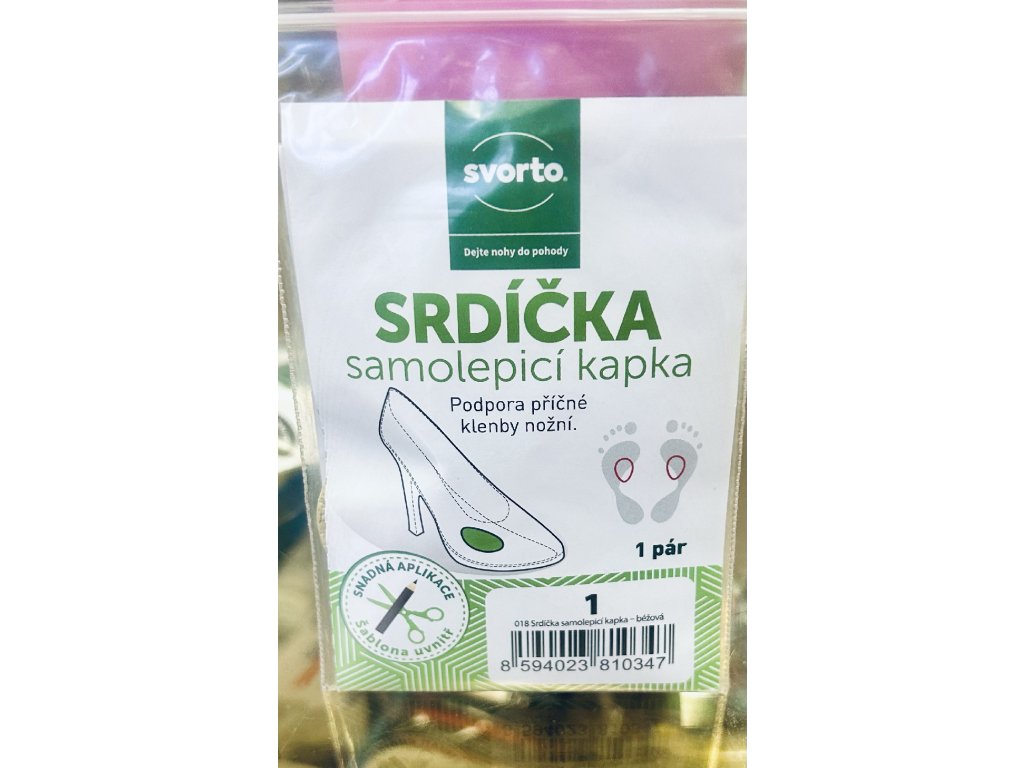 svorto®
Dejte nohy do pohody
SRDÍČKA
samolepicí kapka
Podpora příčné
klenby nožní.
1 pár
SNADNÁ APLIKACE
Šablona uvnitř
1
018 Srdíčka samolepicí kapka – béžová
8 594023 810347